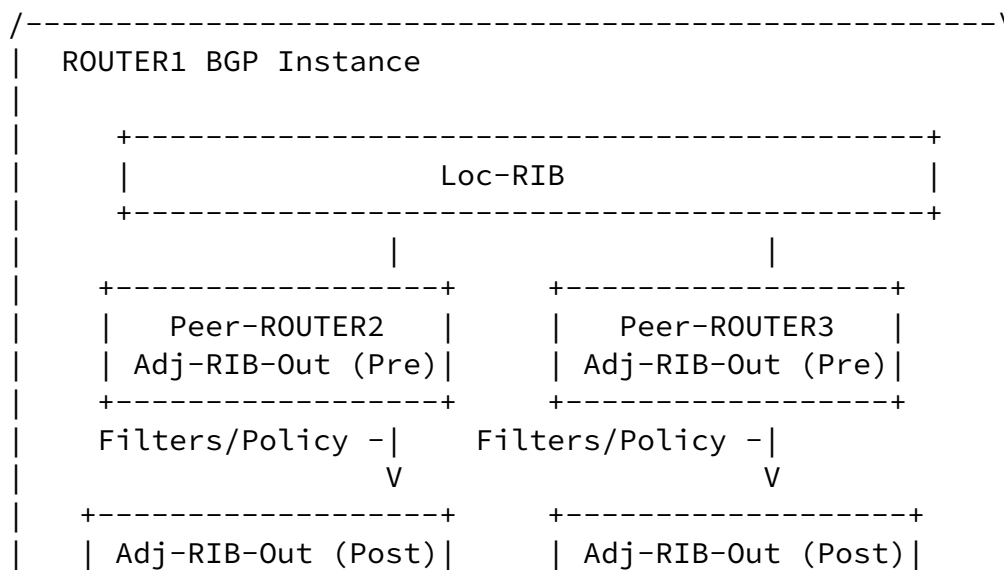 /------------------------------------------------------\
|  ROUTER1 BGP Instance
|
|      +--------------------------------------------+
|      |                 Loc-RIB                    |
|      +--------------------------------------------+
|                     |                    |
|     +------------------+     +------------------+
|     |   Peer-ROUTER2   |     |   Peer-ROUTER3   |
|     | Adj-RIB-Out (Pre)|     | Adj-RIB-Out (Pre)|
|     +------------------+     +------------------+
|     Filters/Policy -|    Filters/Policy -|
|                     V                    V
|    +-------------------+     +-------------------+
|    | Adj-RIB-Out (Post)|     | Adj-RIB-Out (Post)|